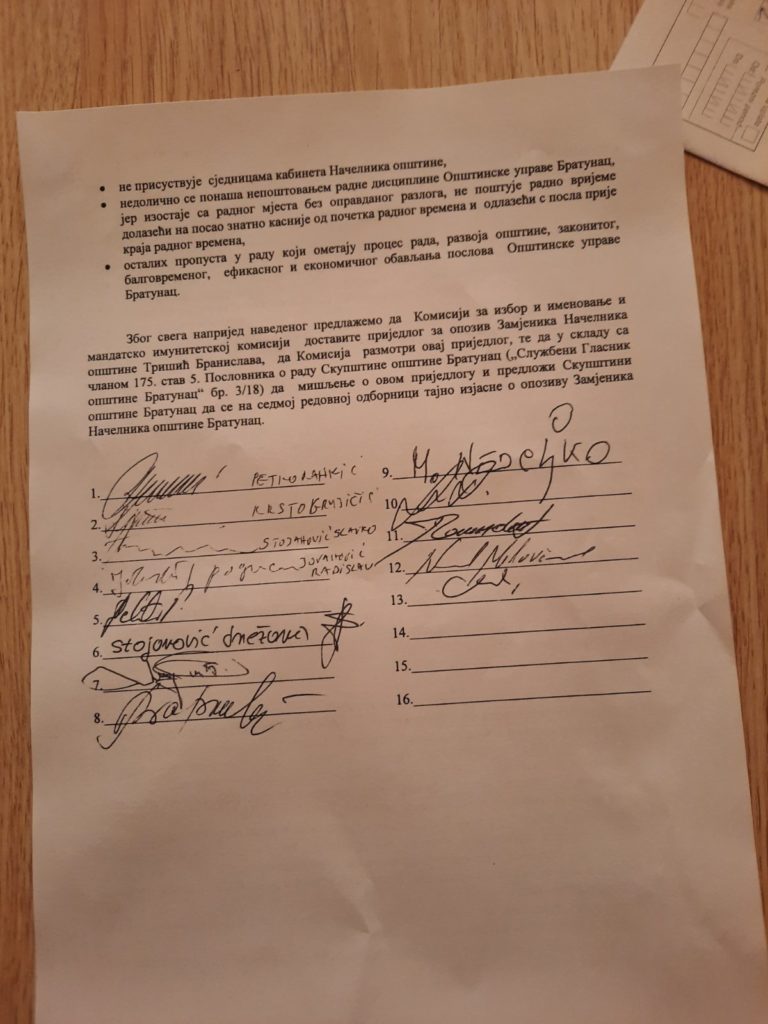 • не присуствује сједницама кабинета Начелника општине,
• недолично се понаша непоштовањем радне дисциплине Општинске управе Братунац,
јер изостаје са радног мјеста без оправданог разлога, не поштује радно вријеме
долазећи на посао знатно касније од почетка радног времена и одлазећи с посла прије
краја радног времена,
• осталих пропуста у раду који ометају процес рада, развоја општине, законитог,
балговременог, ефикасног и економичног обављања послова Општинске управе
Братунац.
Због свега напријед наведеног предлажемо да Комисији за избор и именовање и
мандатско имунитетској комисији доставите приједлог за опозив Замјеника Начелника
општине Тришић Бранислава, да Комисија размотри овај приједлог, те да у складу са
чланом 175. став 5. Пословника о раду Скупштине општине Братунац („Службени Гласник
општине Братунац“ бр. 3/18) да мишљење о овом приједлогу и предложи Скупштини
општине Братунац да се на седмој редовној одборници тајно изјасне о опозиву Замјеника
Начелника општине Братунац.
1.
2. KRSTO GRUJIČIĆ
3. STOJANOVIĆ SLAVKO
4. JOVANOVIĆ
RADISLAV
5.
6. stojanović snežana
7.
8.
9.
10.
11.
12.
13.
14.
15.
16.